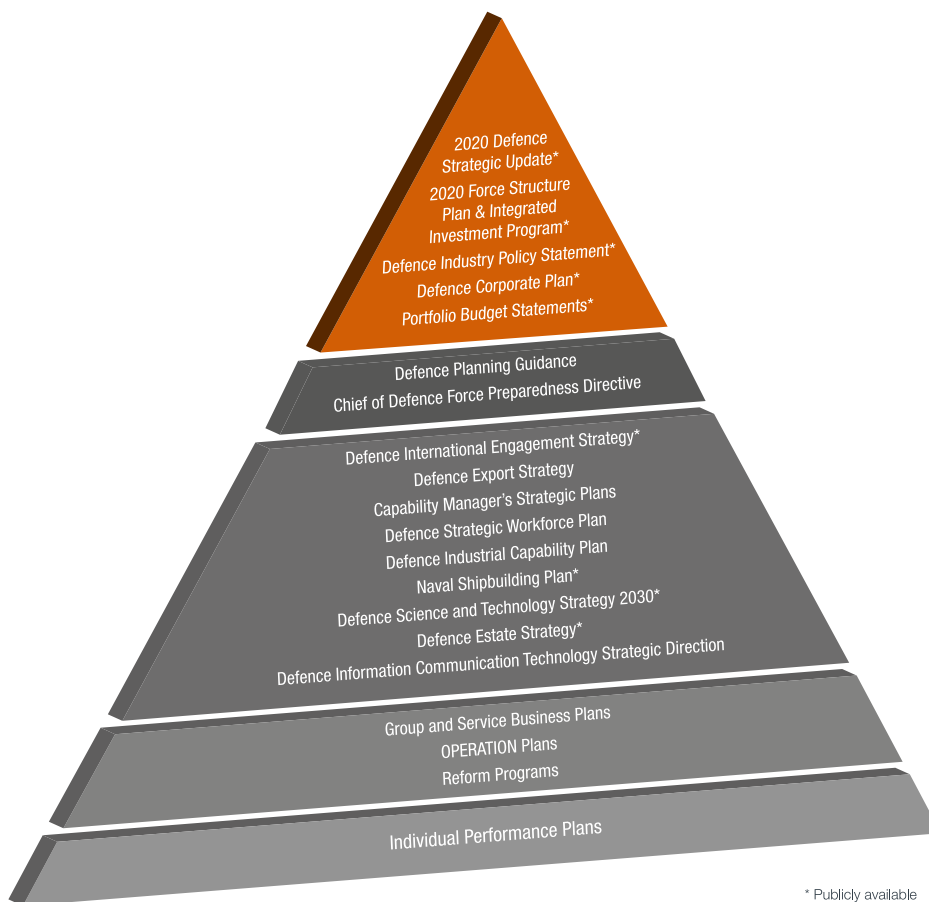 2020 Defence
Strategic Update*
2020 Force Structure
Plan & Integrated
Investment Program*
Defence Industry Policy Statement*
Defence Corporate Plan*
Portfolio Budget Statements*
Defence Planning Guidance
Chief of Defence Force Preparedness Directive
Defence International Engagement Strategy*
Defence Export Strategy
Capability Manager's Strategic Plans
Defence Strategic Workforce Plan
Defence Industrial Capability Plan
Naval Shipbuilding Plan*
Defence Science and Technology Strategy 2030*
Defence Estate Strategy*
Defence Information Communication Technology Strategic Direction
Group and Service Business Plans
OPERATION Plans
Reform Programs
Individual Performance Plans
* Publicly available